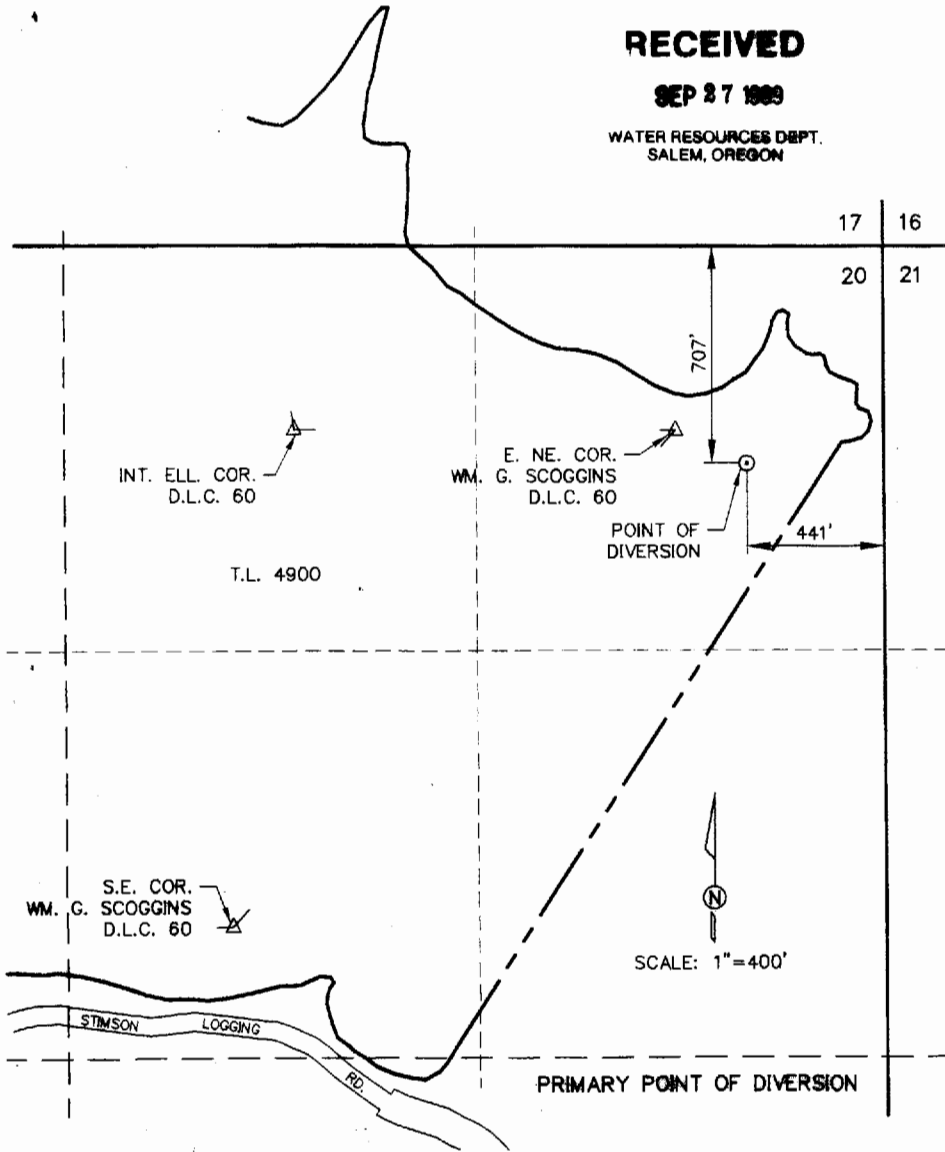 RECEIVED
SEP 27 1989
WATER RESOURCES DEPT.
SALEM, OREGON
17 16
20 21
707'
INT. ELL. COR.
D.L.C. 60
E. NE. COR.
WM. G. SCOGGINS
D.L.C. 60
POINT OF
DIVERSION
441'
T.L. 4900
S.E. COR.
WM. G. SCOGGINS
D.L.C. 60
N
SCALE: 1"=400'
STIMSON LOGGING RD.
PRIMARY POINT OF DIVERSION